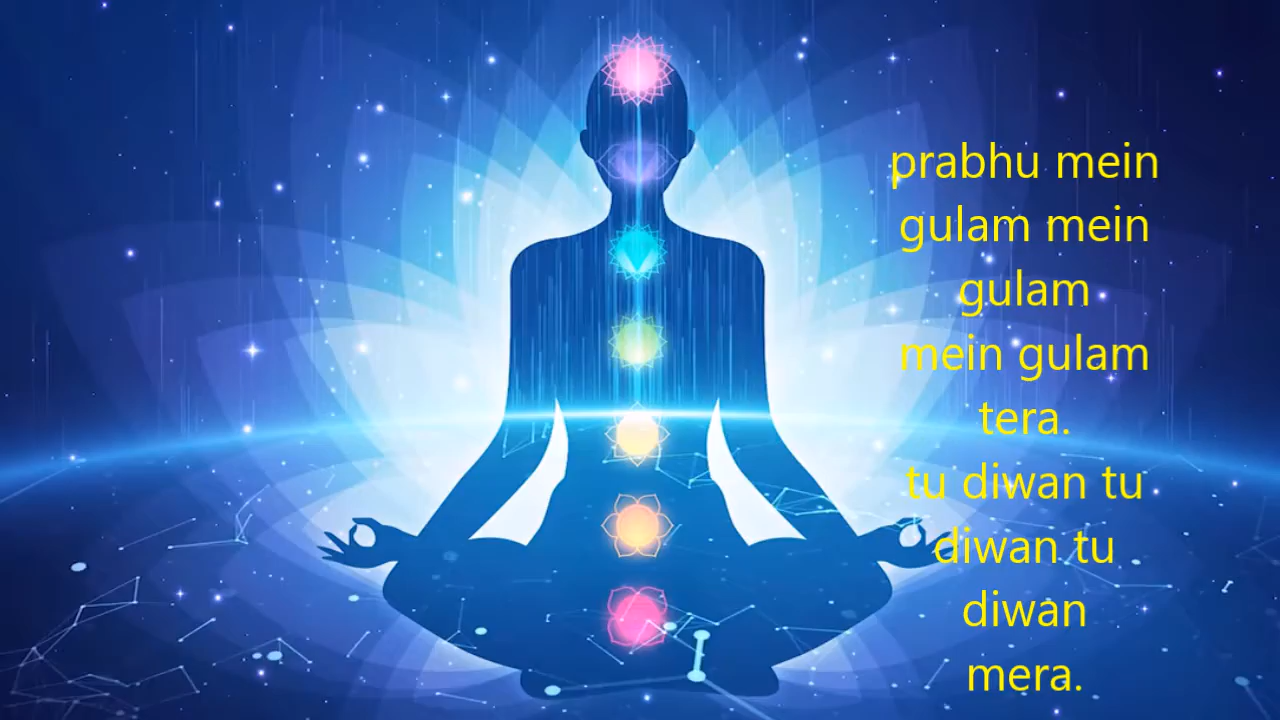 prabhu mein
gulam mein
gulam
mein gulam
tera.
tu diwan tu
diwan tu
diwan
mera.